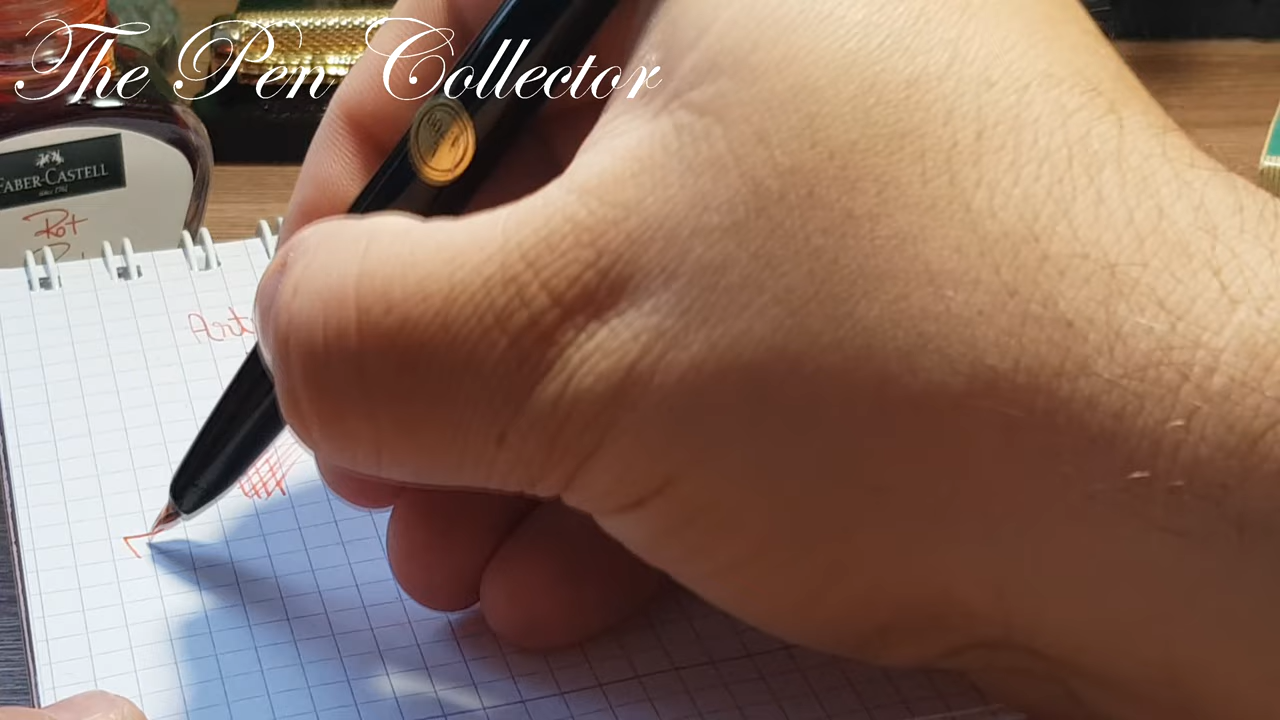 The Pen Collector
FABER-CASTELL
since 1761
Rot
Art